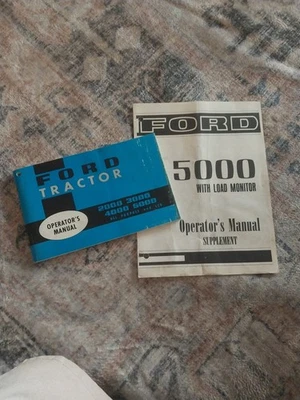 FORD
TRACTOR
2000 3000
4000 5000
OPERATOR'S
MANUAL
FORD
5000
WITH LOAD MONITOR
Operator's Manual
SUPPLEMENT